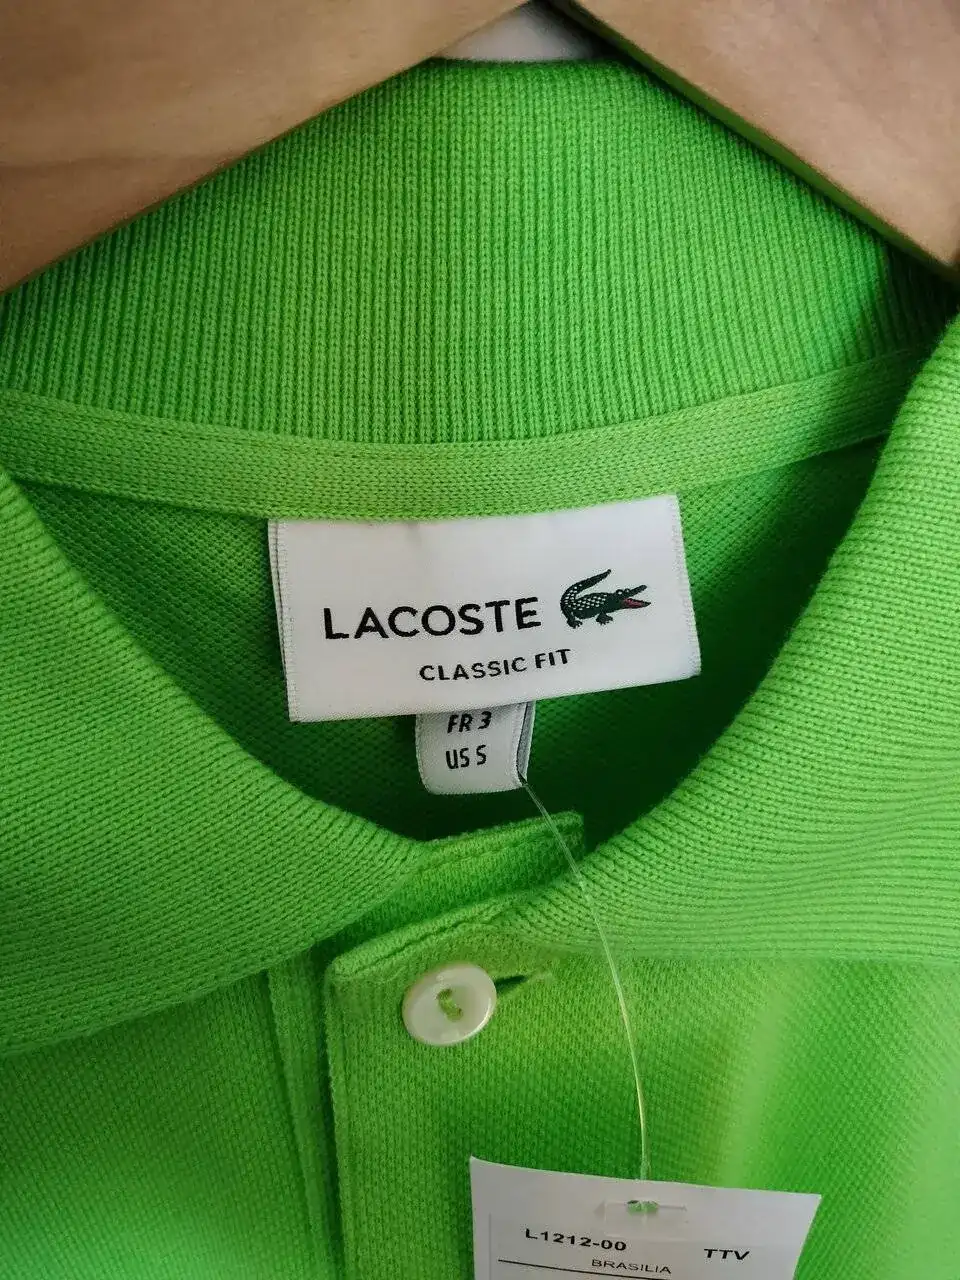 LACOSTE
CLASSIC FIT
FR 3
US S
L1212-00 TTV
BRASILIA